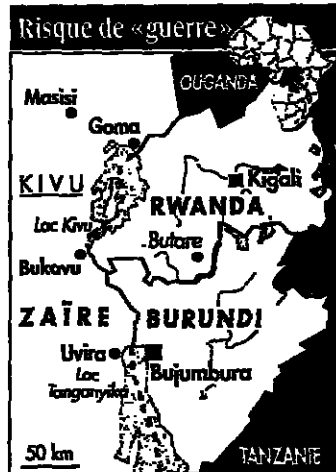 Risque de «guerre»
OUGANDA
Masisi
Goma
KIVU
Kigali
RWANDA
Lac Kivu
Butare
Bukavu
ZAÏRE
BURUNDI
Uvira
Lac
Tanganyika
Bujumbura
50 km
TANZANIE